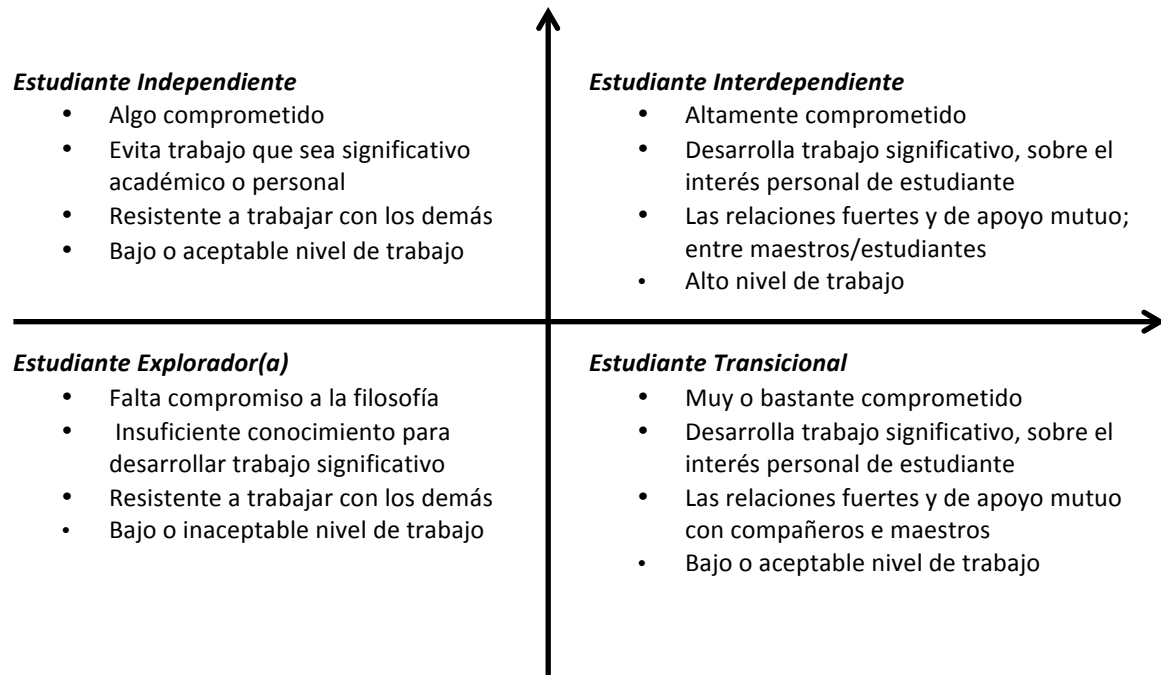 Estudiante Independiente
• Algo comprometido
• Evita trabajo que sea significativo
académico o personal
• Resistente a trabajar con los demás
• Bajo o aceptable nivel de trabajo
Estudiante Interdependiente
• Altamente comprometido
• Desarrolla trabajo significativo, sobre el
interés personal de estudiante
• Las relaciones fuertes y de apoyo mutuo;
entre maestros/estudiantes
• Alto nivel de trabajo
Estudiante Explorador(a)
• Falta compromiso a la filosofía
• Insuficiente conocimiento para
desarrollar trabajo significativo
• Resistente a trabajar con los demás
• Bajo o inaceptable nivel de trabajo
Estudiante Transicional
• Muy o bastante comprometido
• Desarrolla trabajo significativo, sobre el
interés personal de estudiante
• Las relaciones fuertes y de apoyo mutuo
con compañeros e maestros
• Bajo o aceptable nivel de trabajo